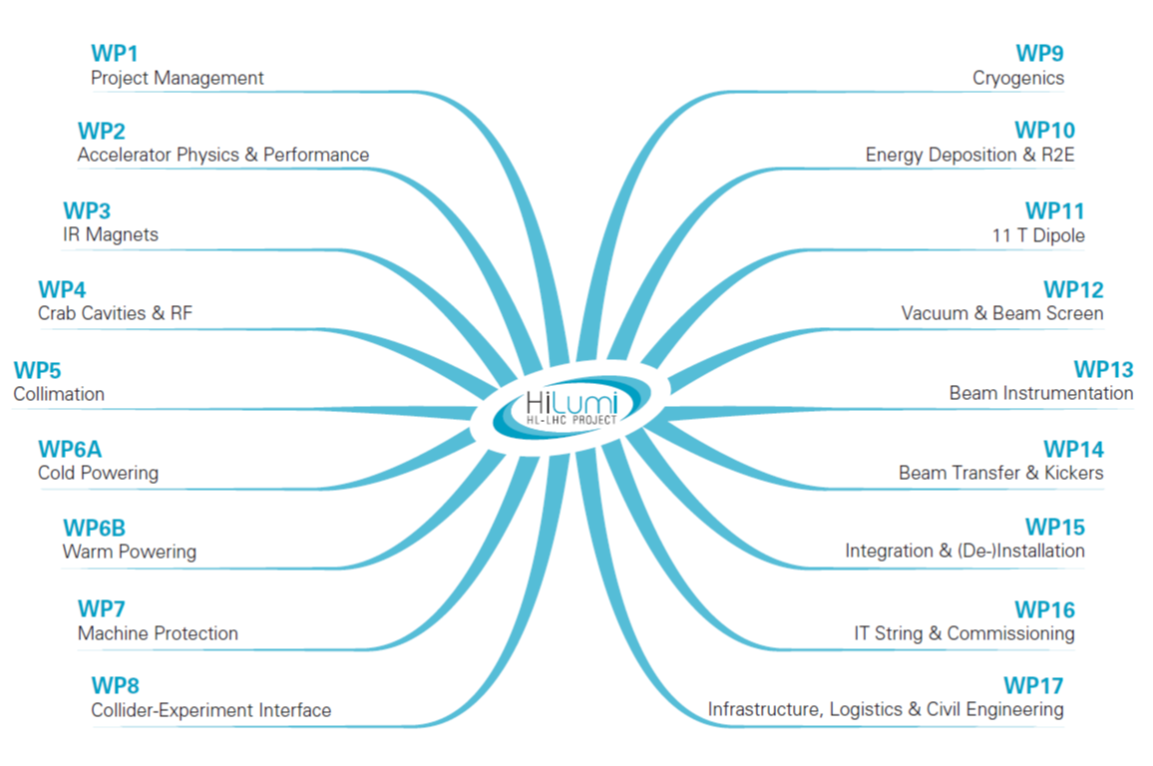 WP1
Project Management
WP2
Accelerator Physics & Performance
WP3
IR Magnets
WP4
Crab Cavities & RF
WP5
Collimation
WP6A
Cold Powering
WP6B
Warm Powering
WP7
Machine Protection
WP8
Collider-Experiment Interface
HiLumi
HL-LHC PROJECT
WP9
Cryogenics
WP10
Energy Deposition & R2E
WP11
11 T Dipole
WP12
Vacuum & Beam Screen
WP13
Beam Instrumentation
WP14
Beam Transfer & Kickers
WP15
Integration & (De-)Installation
WP16
IT String & Commissioning
WP17
Infrastructure, Logistics & Civil Engineering